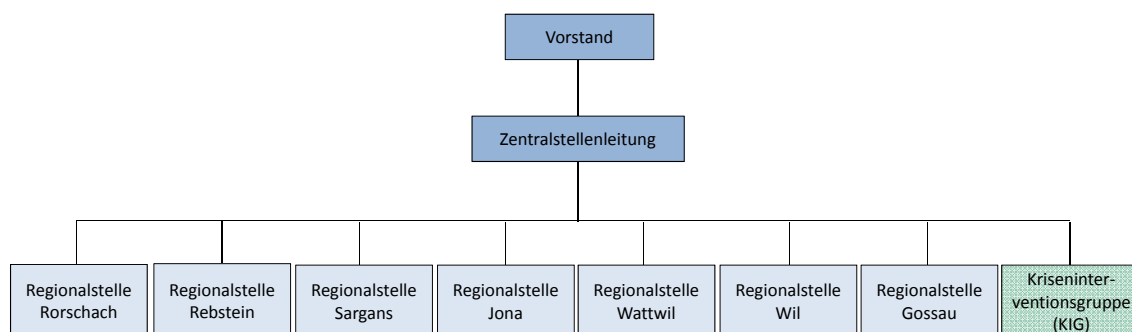 Vorstand
Zentralstellenleitung
Regionalstelle
Rorschach
Regionalstelle
Rebstein
Regionalstelle
Sargans
Regionalstelle
Jona
Regionalstelle
Wattwil
Regionalstelle
Wil
Regionalstelle
Gossau
Kriseninter-
ventionsgruppe
(KIG)